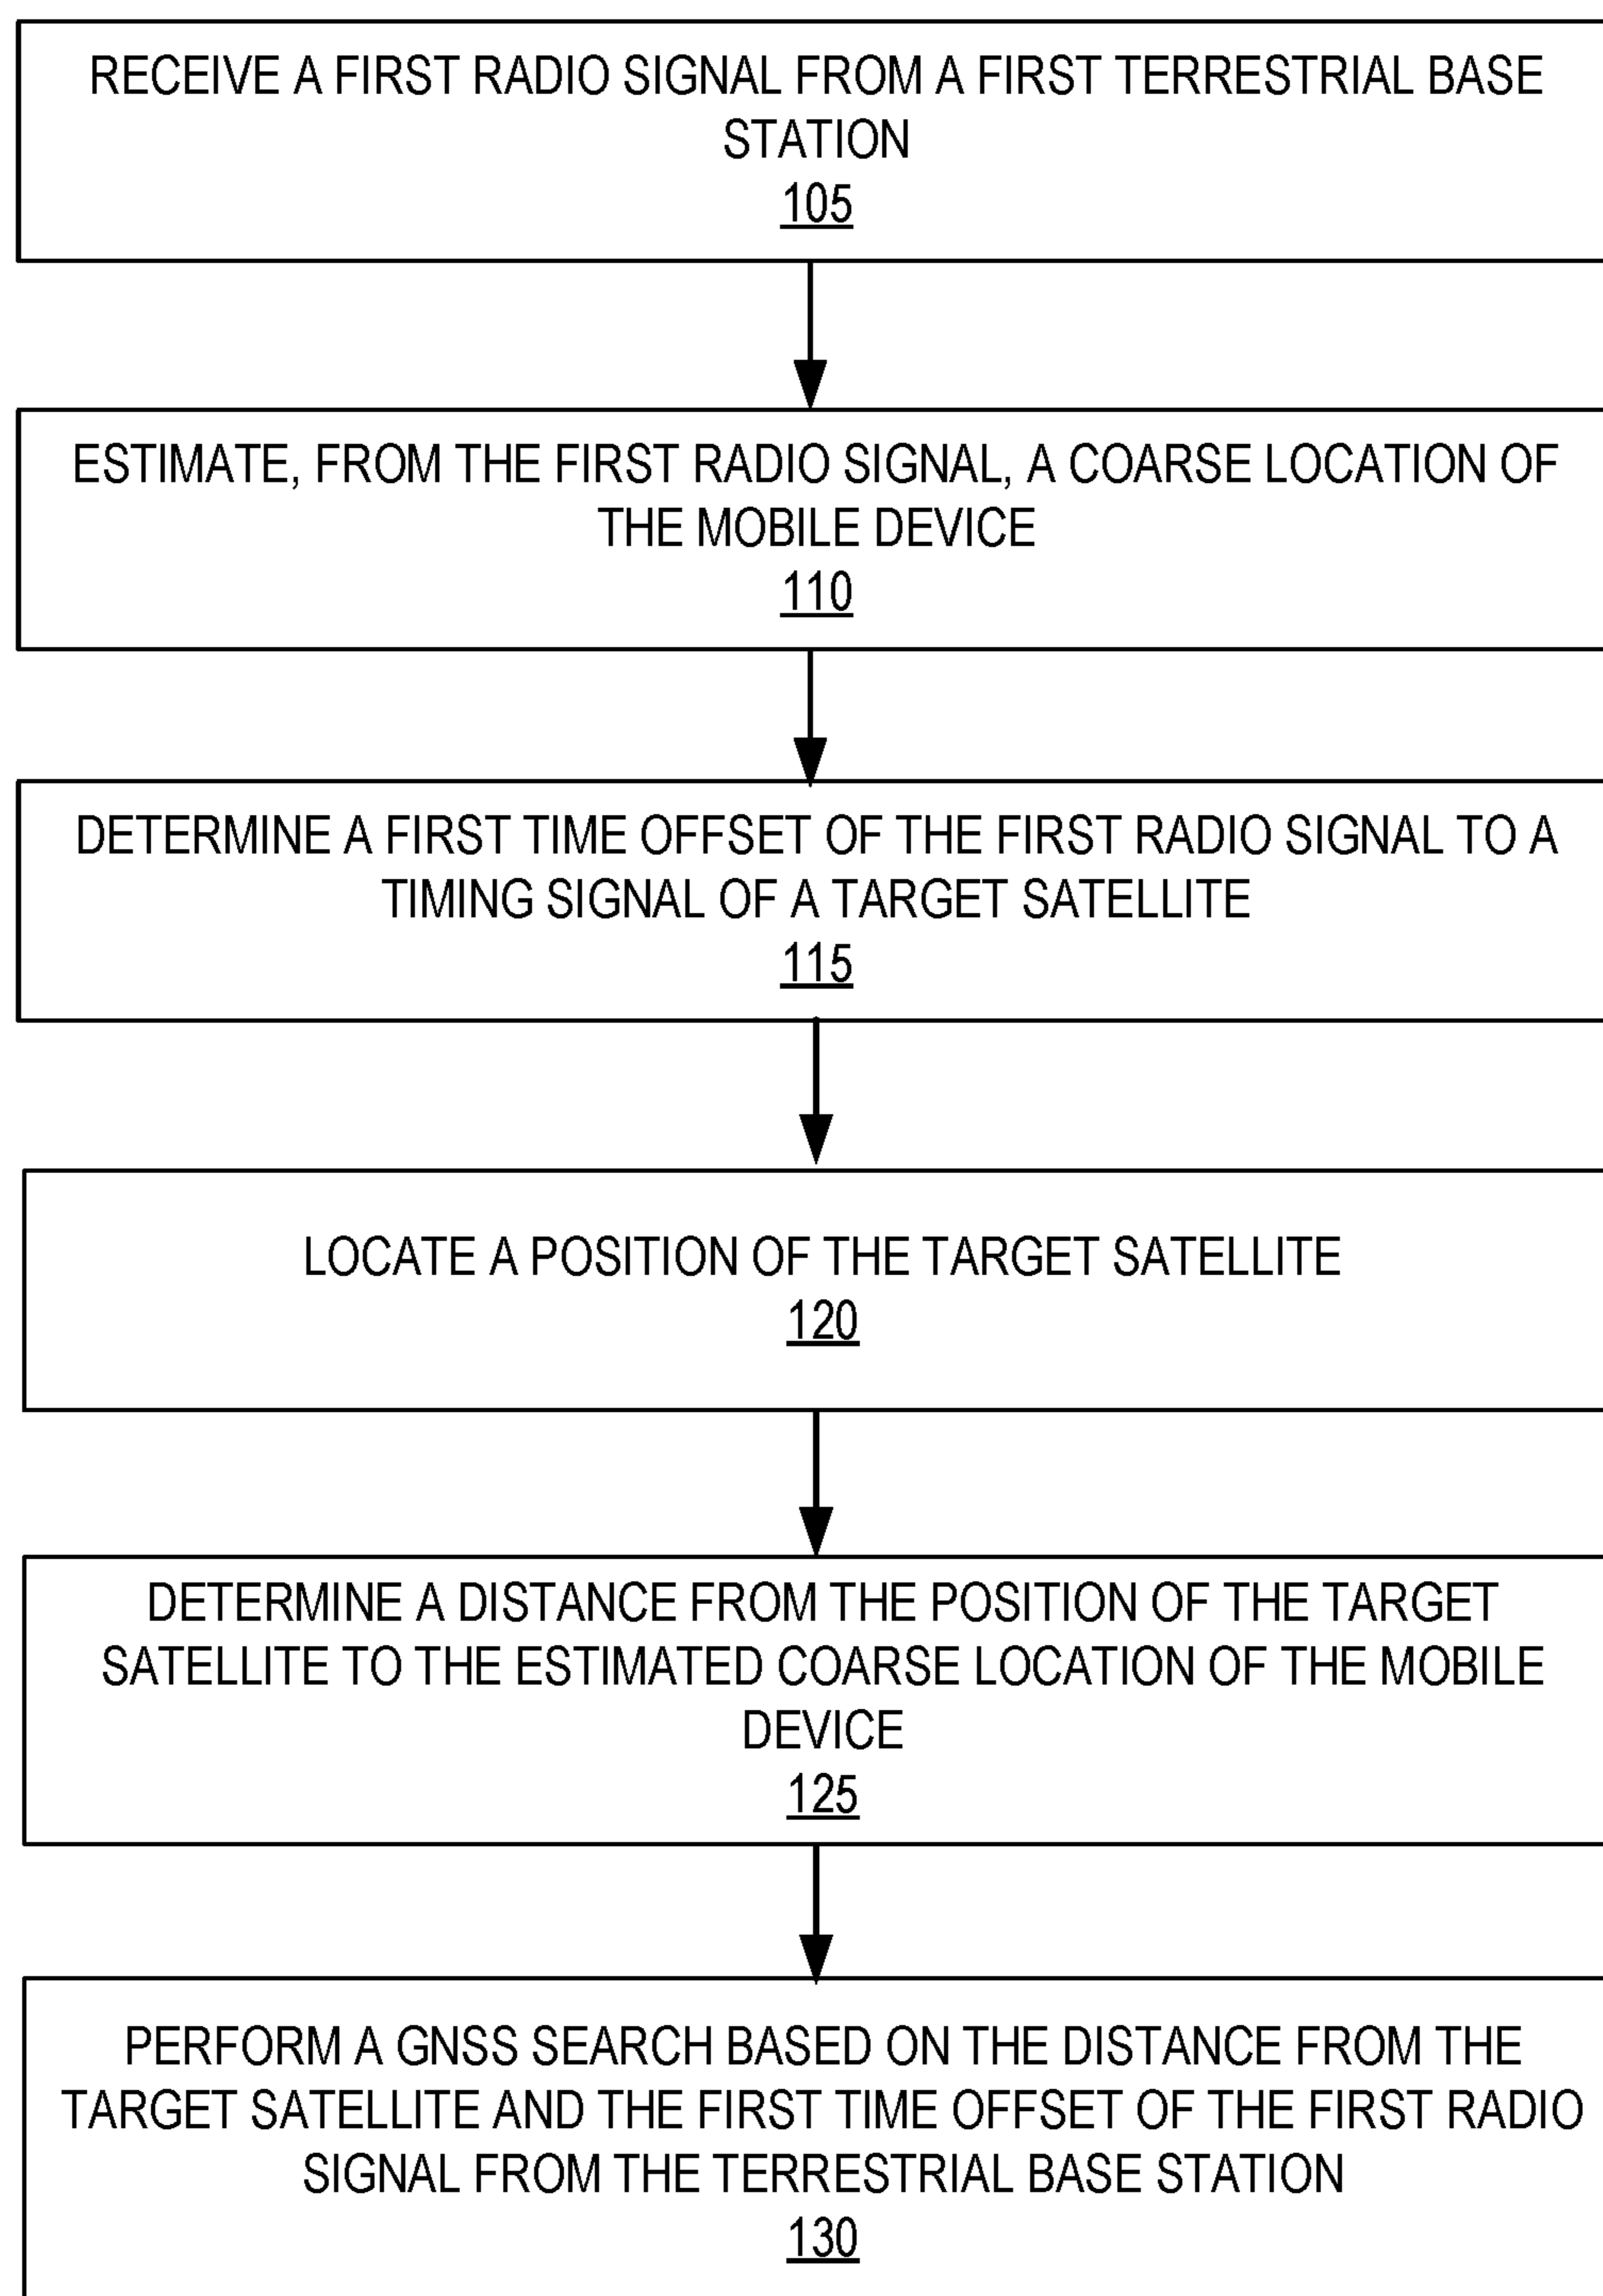 RECEIVE A FIRST RADIO SIGNAL FROM A FIRST TERRESTRIAL BASE
STATION
105
ESTIMATE, FROM THE FIRST RADIO SIGNAL, A COARSE LOCATION OF
THE MOBILE DEVICE
110
DETERMINE A FIRST TIME OFFSET OF THE FIRST RADIO SIGNAL TO A
TIMING SIGNAL OF A TARGET SATELLITE
115
LOCATE A POSITION OF THE TARGET SATELLITE
120
DETERMINE A DISTANCE FROM THE POSITION OF THE TARGET
SATELLITE TO THE ESTIMATED COARSE LOCATION OF THE MOBILE
DEVICE
125
PERFORM A GNSS SEARCH BASED ON THE DISTANCE FROM THE
TARGET SATELLITE AND THE FIRST TIME OFFSET OF THE FIRST RADIO
SIGNAL FROM THE TERRESTRIAL BASE STATION
130